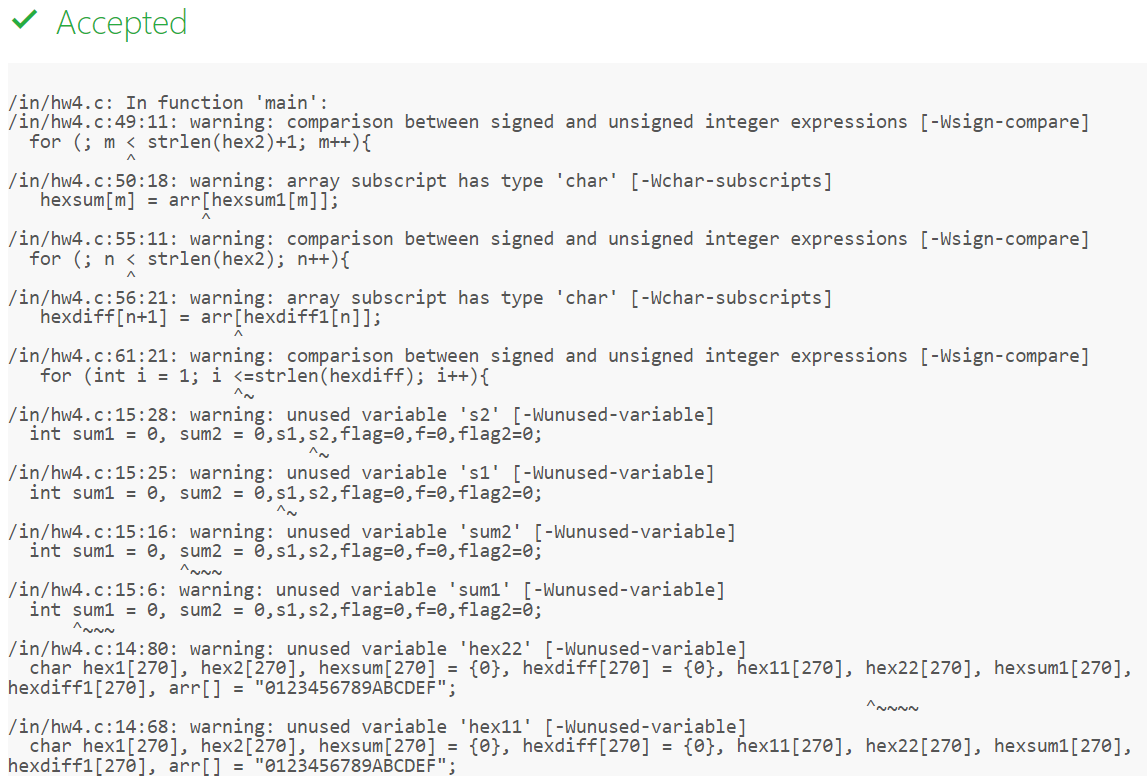 ✓ Accepted
/in/hw4.c: In function 'main':
/in/hw4.c:49:11: warning: comparison between signed and unsigned integer expressions [-Wsign-compare]
  for (; m < strlen(hex2)+1; m++){
           ^
/in/hw4.c:50:18: warning: array subscript has type 'char' [-Wchar-subscripts]
   hexsum[m] = arr[hexsum1[m]];
                  ^
/in/hw4.c:55:11: warning: comparison between signed and unsigned integer expressions [-Wsign-compare]
  for (; n < strlen(hex2); n++){
           ^
/in/hw4.c:56:21: warning: array subscript has type 'char' [-Wchar-subscripts]
   hexdiff[n+1] = arr[hexdiff1[n]];
                     ^
/in/hw4.c:61:21: warning: comparison between signed and unsigned integer expressions [-Wsign-compare]
   for (int i = 1; i <=strlen(hexdiff); i++){
                     ^~
/in/hw4.c:15:28: warning: unused variable 's2' [-Wunused-variable]
  int sum1 = 0, sum2 = 0,s1,s2,flag=0,f=0,flag2=0;
                            ^~
/in/hw4.c:15:25: warning: unused variable 's1' [-Wunused-variable]
  int sum1 = 0, sum2 = 0,s1,s2,flag=0,f=0,flag2=0;
                         ^~
/in/hw4.c:15:16: warning: unused variable 'sum2' [-Wunused-variable]
  int sum1 = 0, sum2 = 0,s1,s2,flag=0,f=0,flag2=0;
                ^~~~
/in/hw4.c:15:6: warning: unused variable 'sum1' [-Wunused-variable]
  int sum1 = 0, sum2 = 0,s1,s2,flag=0,f=0,flag2=0;
      ^~~~
/in/hw4.c:14:80: warning: unused variable 'hex22' [-Wunused-variable]
  char hex1[270], hex2[270], hexsum[270] = {0}, hexdiff[270] = {0}, hex11[270], hex22[270], hexsum1[270],
hexdiff1[270], arr[] = "0123456789ABCDEF";
                                                                                ^~~~~
/in/hw4.c:14:68: warning: unused variable 'hex11' [-Wunused-variable]
  char hex1[270], hex2[270], hexsum[270] = {0}, hexdiff[270] = {0}, hex11[270], hex22[270], hexsum1[270],
hexdiff1[270], arr[] = "0123456789ABCDEF";